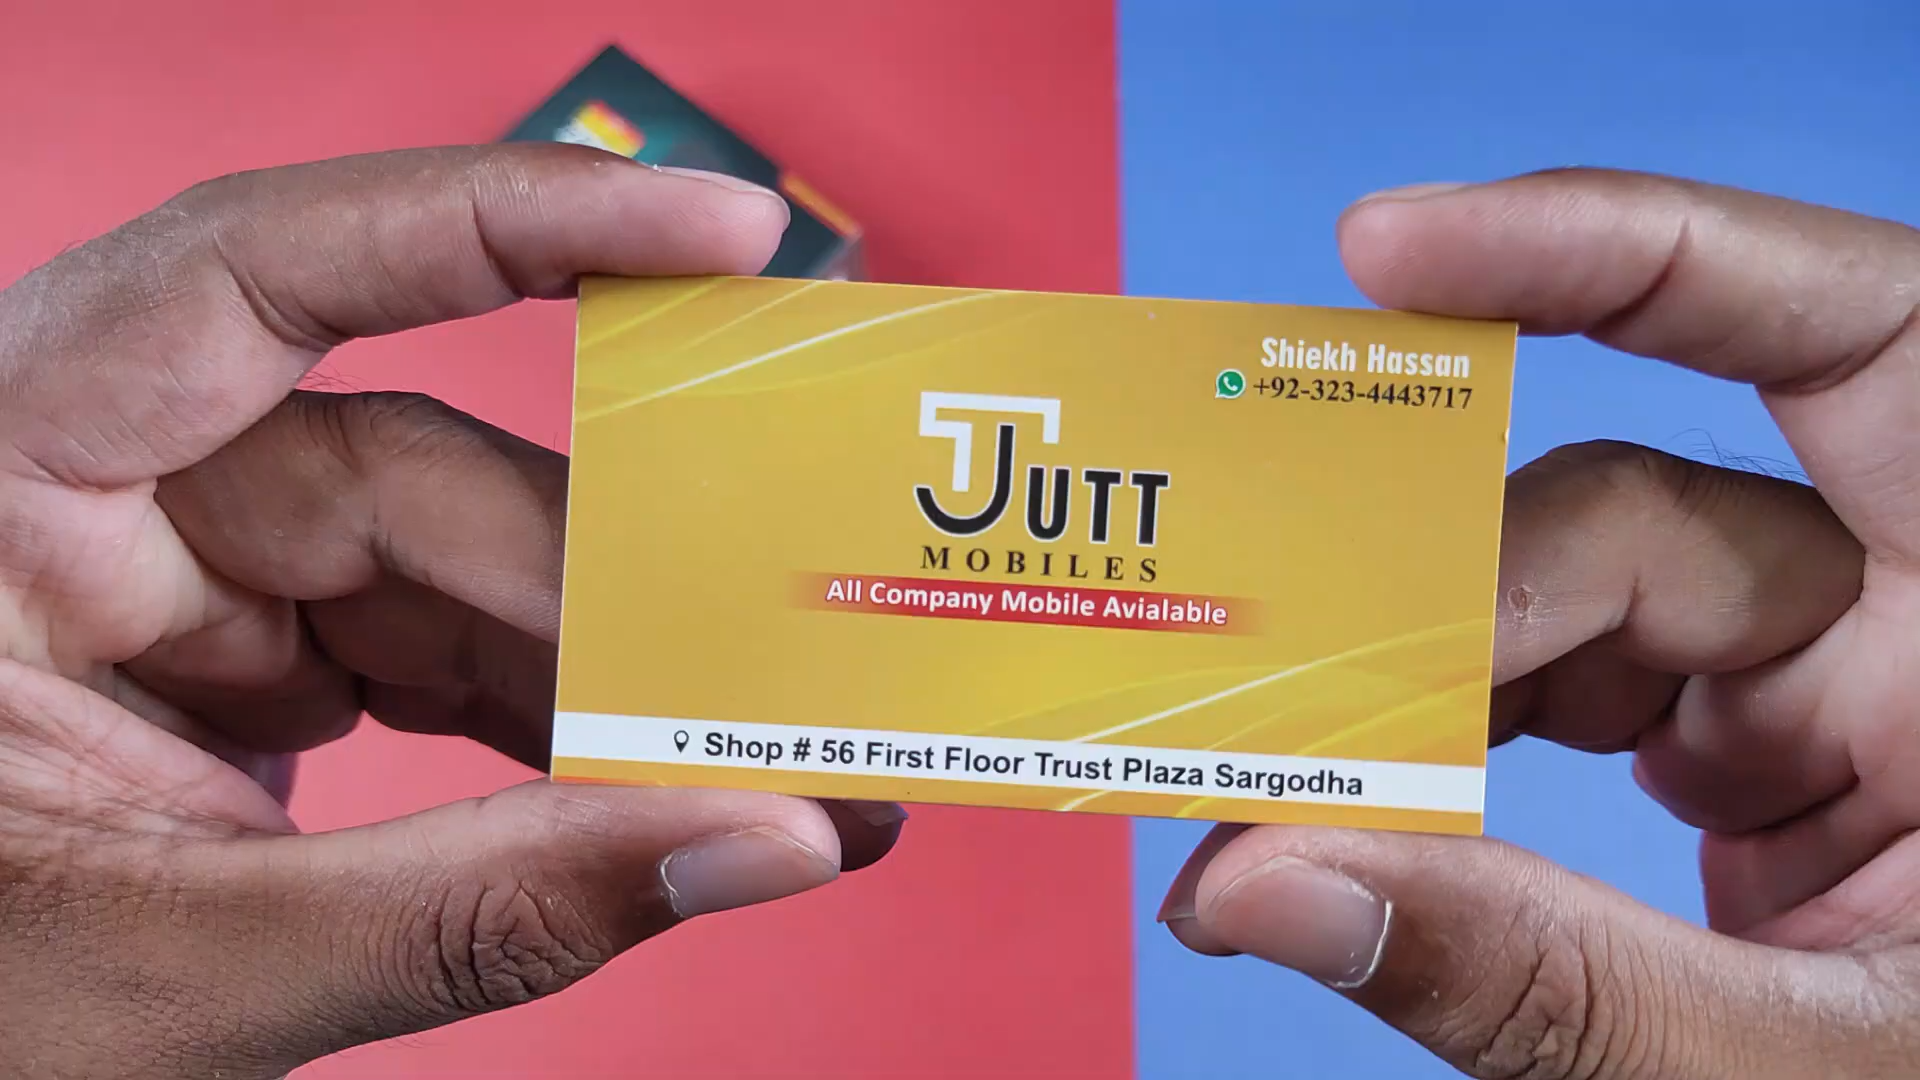 Shiekh Hassan
+92-323-4443717
JUTT
MOBILES
All Company Mobile Avialable
Shop # 56 First Floor Trust Plaza Sargodha